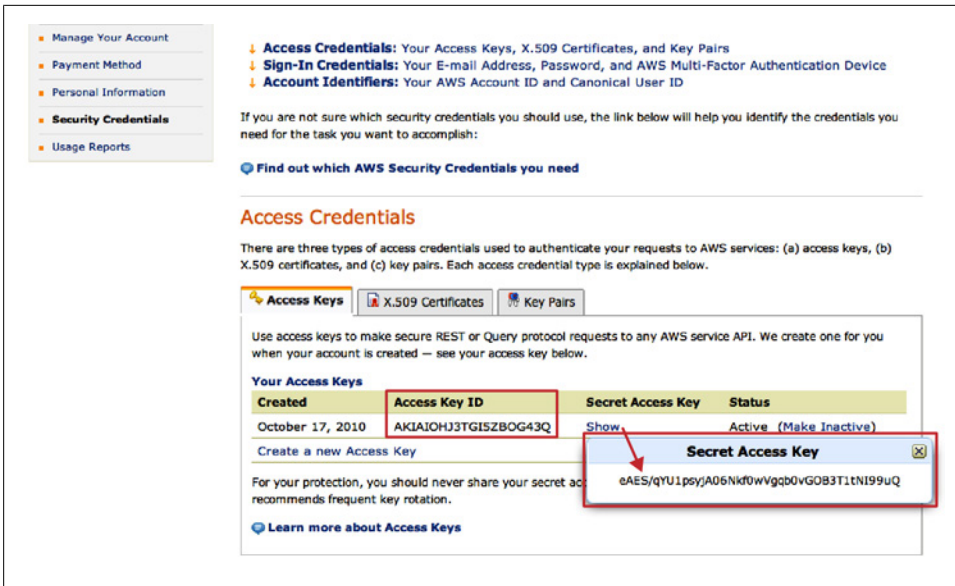 Manage Your Account
Payment Method
Personal Information
Security Credentials
Usage Reports
Access Credentials: Your Access Keys, X.509 Certificates, and Key Pairs
Sign-In Credentials: Your E-mail Address, Password, and AWS Multi-Factor Authentication Device
Account Identifiers: Your AWS Account ID and Canonical User ID
If you are not sure which security credentials you should use, the link below will help you identify the credentials you
need for the task you want to accomplish:
Find out which AWS Security Credentials you need
Access Credentials
There are three types of access credentials used to authenticate your requests to AWS services: (a) access keys, (b)
X.509 certificates, and (c) key pairs. Each access credential type is explained below.
Access Keys X.509 Certificates Key Pairs
Use access keys to make secure REST or Query protocol requests to any AWS service API. We create one for you
when your account is created — see your access key below.
Your Access Keys
Created Access Key ID Secret Access Key Status
October 17, 2010 AKIAIOHJ3TGI5ZBOG43Q Show Active (Make Inactive)
Create a new Access Key
Secret Access Key
eAES/qYU1psyJA06Nkf0wVgqb0vGOB3T1tNI99uQ
For your protection, you should never share your secret
recommends frequent key rotation.
Learn more about Access Keys